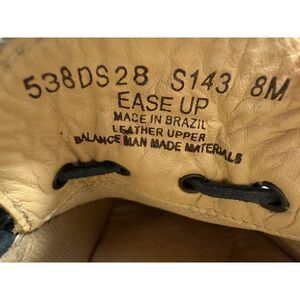 538DS28 S143 8M
EASE UP
MADE IN BRAZIL
LEATHER UPPER
BALANCE MAN MADE MATERIALS